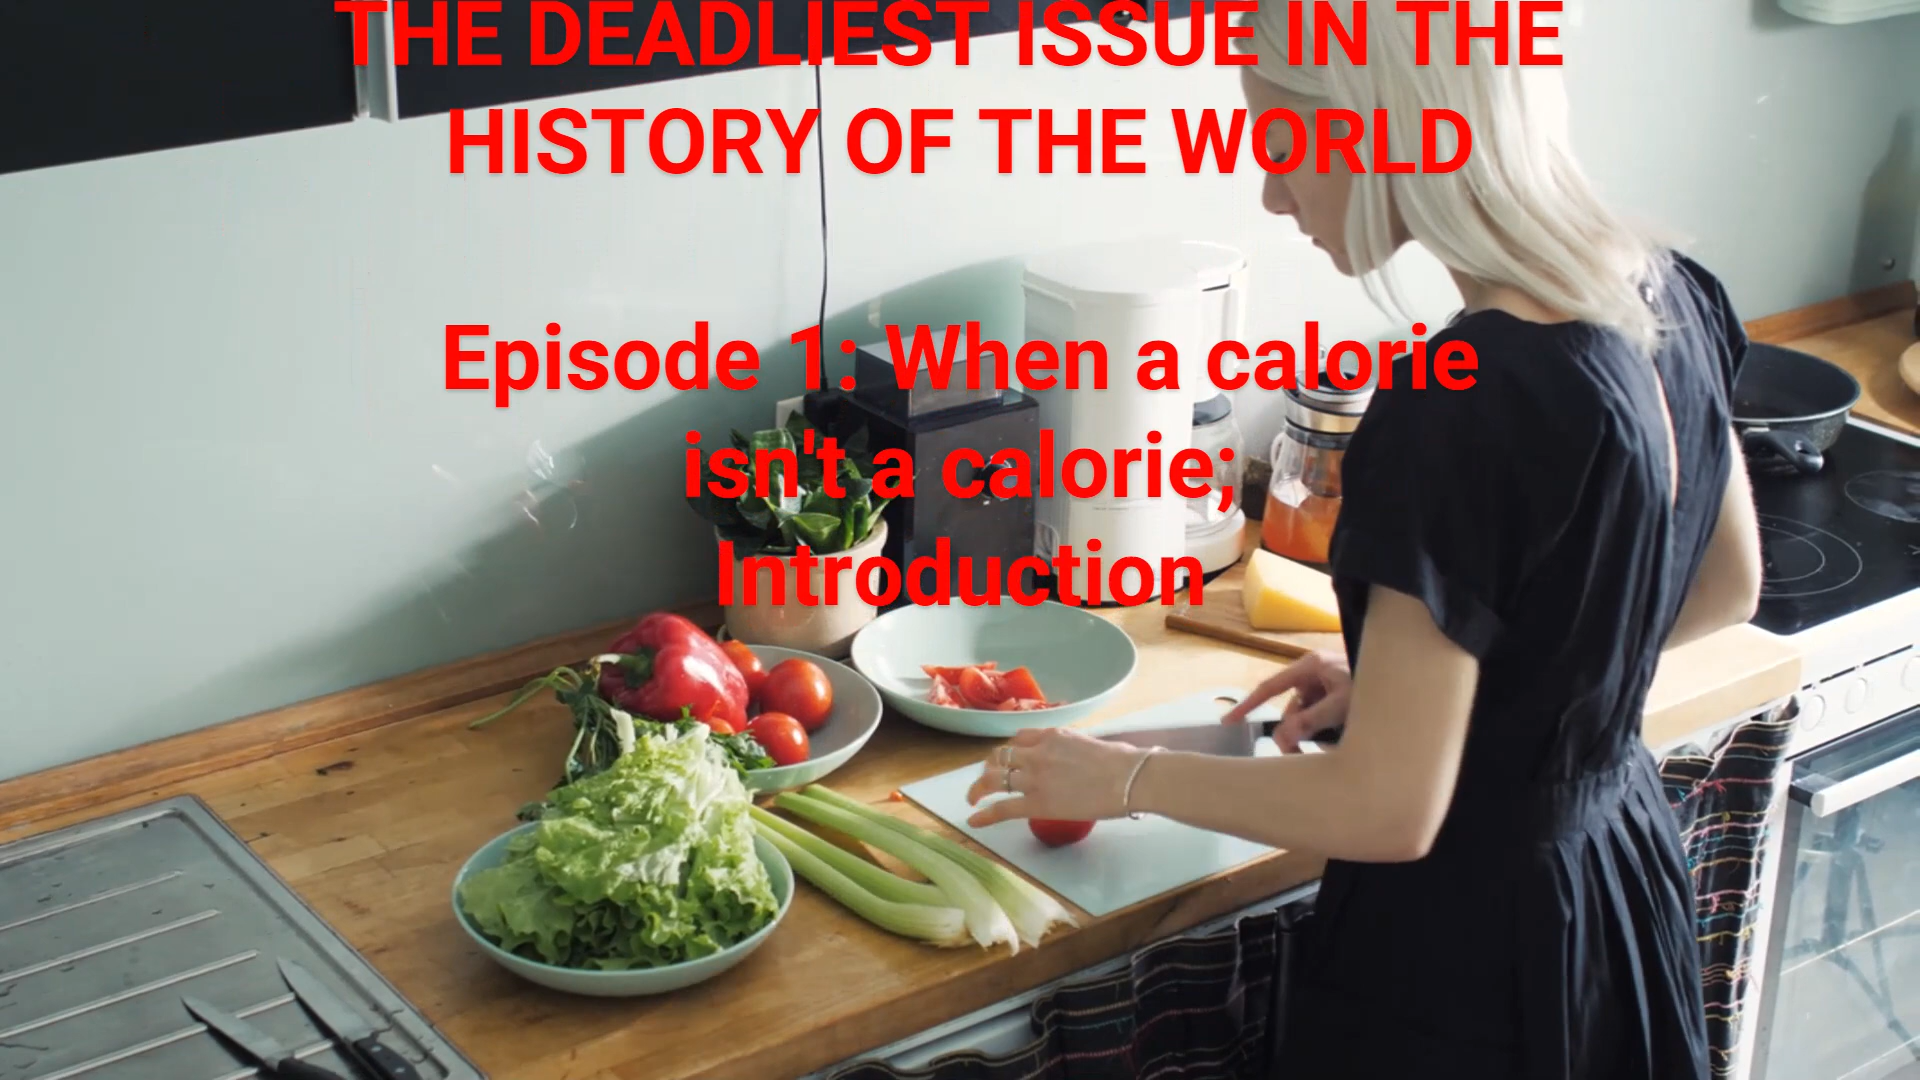 THE DEADLIEST ISSUE IN THE
HISTORY OF THE WORLD
Episode 1: When a calorie
isn't a calorie;
Introduction